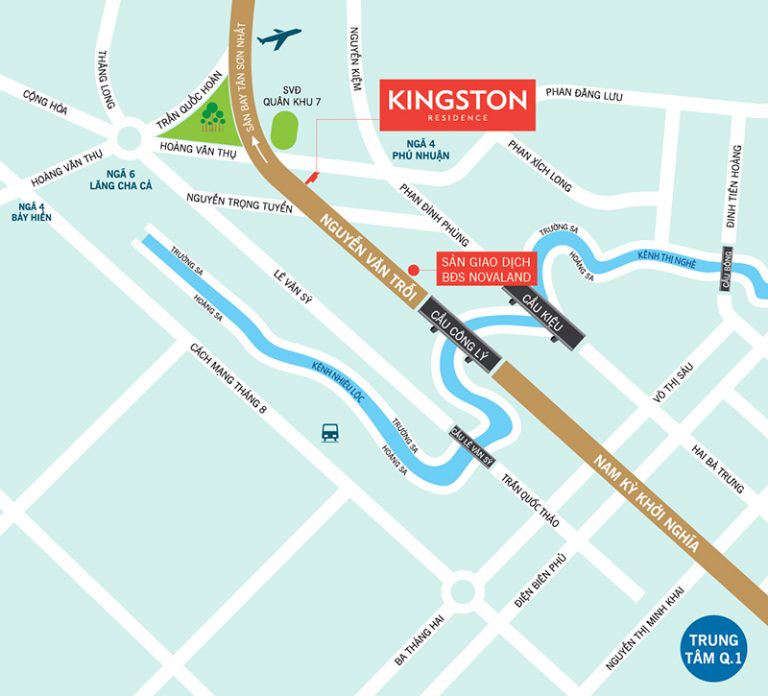 SÂN BAY TÂN SƠN NHẤT
NGUYỄN KIỆM
THĂNG LONG
TRẦN QUỐC HOÀN
SVĐ
QUÂN KHU 7
KINGSTON
RESIDENCE
PHAN ĐĂNG LƯU
CỘNG HÒA
HOÀNG VĂN THỤ
NGÃ 4
PHÚ NHUẬN
PHAN XÍCH LONG
ĐINH TIÊN HOÀNG
HOÀNG VĂN THỤ
NGÃ 6
LĂNG CHA CẢ
NGÃ 4
BẢY HIỀN
NGUYỄN TRỌNG TUYỂN
PHAN ĐÌNH PHÙNG
NGUYỄN VĂN TRỖI
TRƯỜNG SA
HOÀNG SA
KÊNH THỊ NGHÈ
CẦU BÔNG
TRƯỜNG SA
HOÀNG SA
LÊ VĂN SỸ
SÀN GIAO DỊCH
BĐS NOVALAND
CẦU KIỆU
CẦU CÔNG LÝ
CÁCH MẠNG THÁNG 8
KÊNH NHIÊU LỘC
VÕ THỊ SÁU
TRƯỜNG SA
HOÀNG SA
CẦU LÊ VĂN SỸ
HAI BÀ TRƯNG
TRẦN QUỐC THẢO
NAM KỲ KHỞI NGHĨA
ĐIỆN BIÊN PHỦ
BA THÁNG HAI
NGUYỄN THỊ MINH KHAI
TRUNG
TÂM Q.1